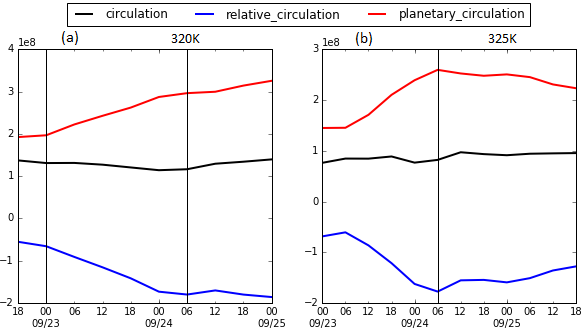 circulation relative_circulation planetary_circulation
1e8 (a) 320K
4
3
2
1
0
−1
−2
18 00 06 12 18 00 06 12 18 00
09/23 09/24 09/25
1e8 (b) 325K
3
2
1
0
−1
−2
00 06 12 18 00 06 12 18 00 06 12 18
09/23 09/24 09/25